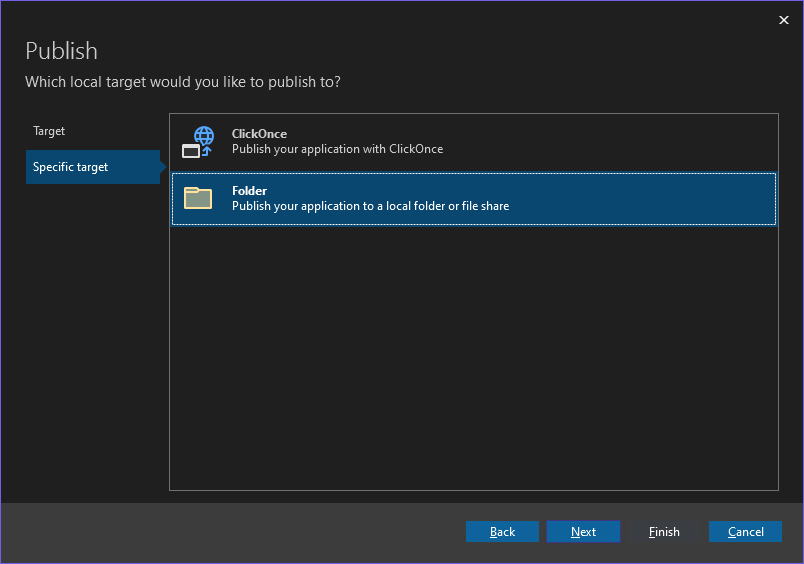 Publish
Which local target would you like to publish to?
Target
Specific target
ClickOnce
Publish your application with ClickOnce
Folder
Publish your application to a local folder or file share
Back
Next
Finish
Cancel